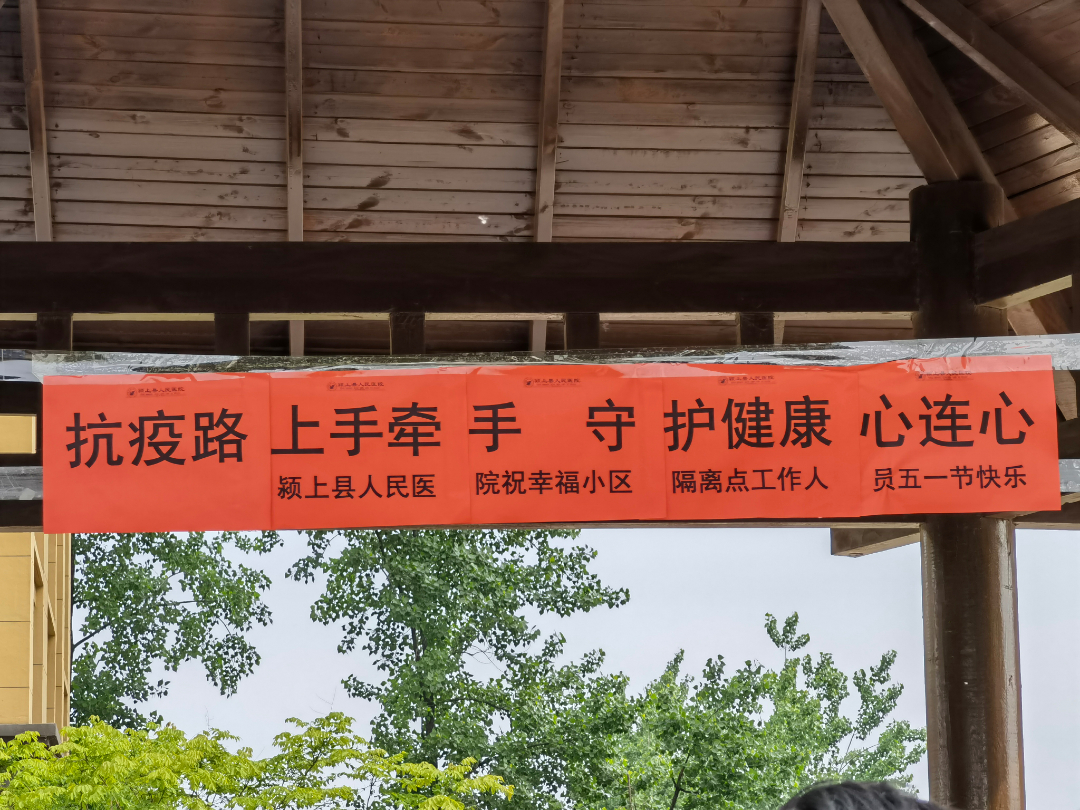 抗疫路上手牵手 守护健康心连心
颍上县人民医院祝幸福小区隔离点工作人员五一节快乐